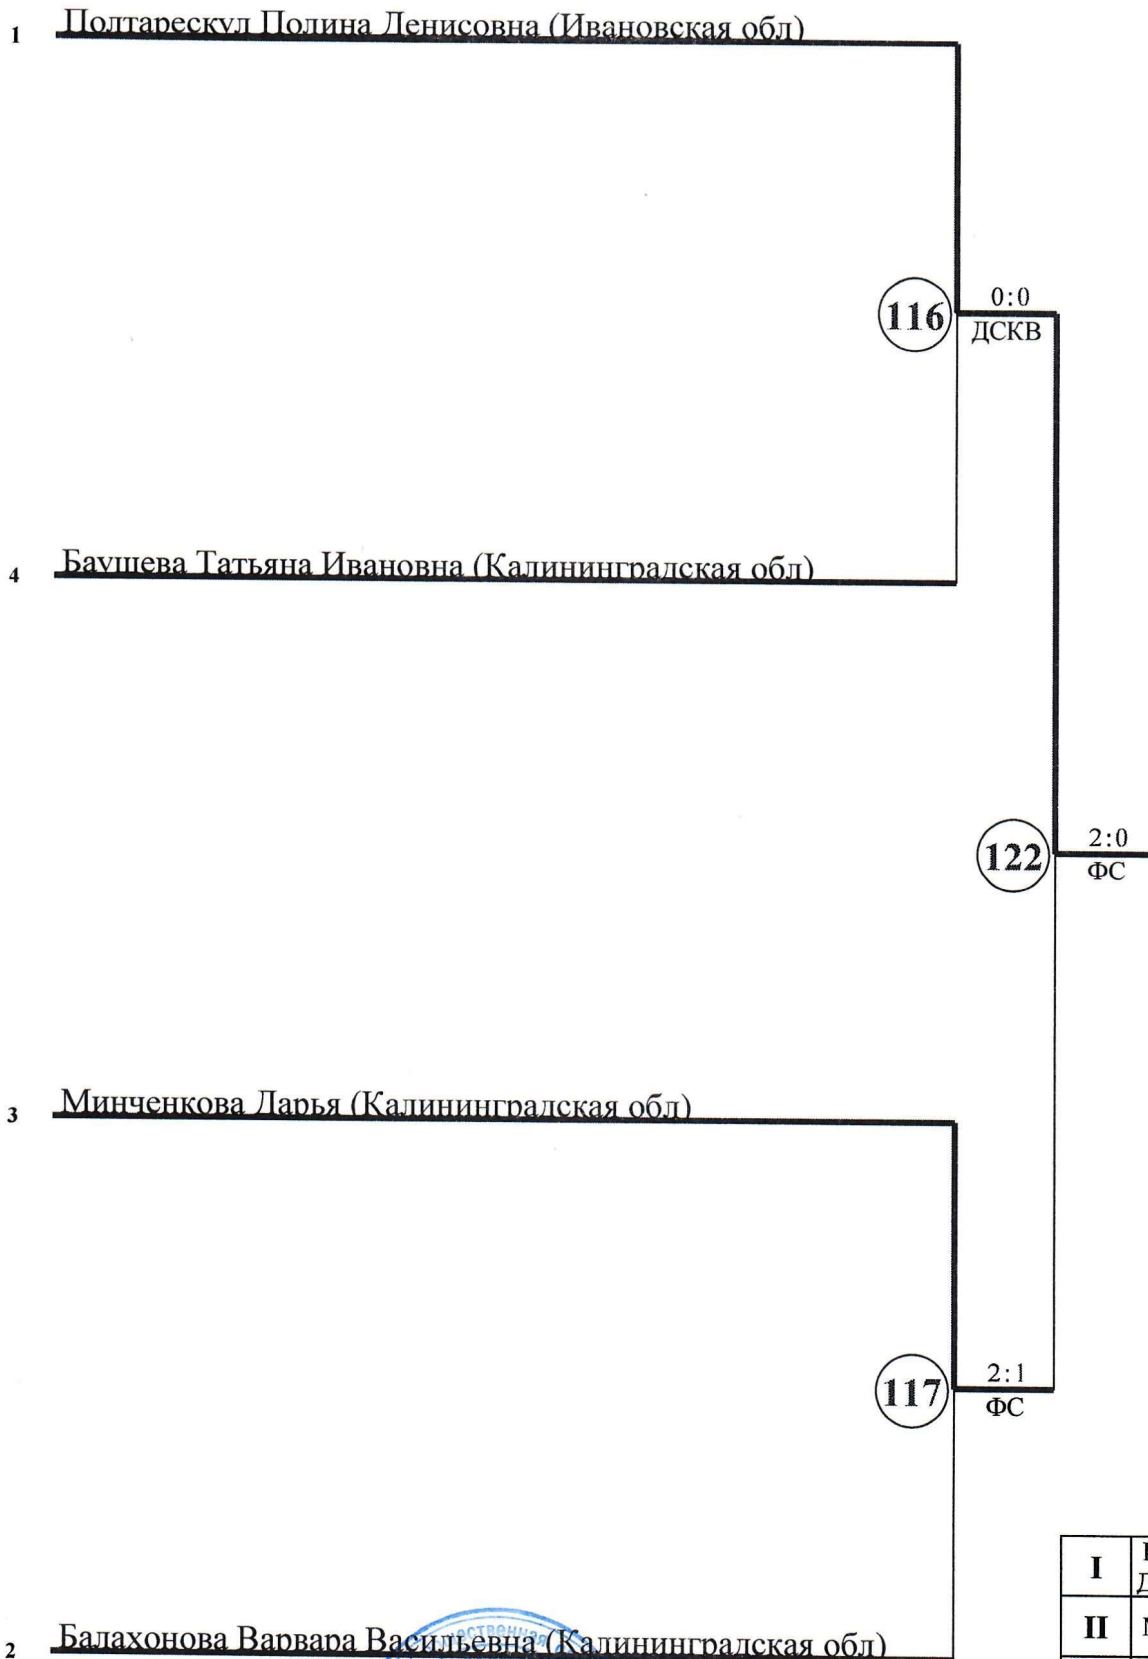 1 Полтарескул Полина Денисовна (Ивановская обл)
116 0:0
ДСКВ
4 Баушева Татьяна Ивановна (Калининградская обл)
122 2:0
ФС
3 Минченкова Дарья (Калининградская обл)
117 2:1
ФС
I
II
2 Балахонова Варвара Васильевна (Калининградская обл)